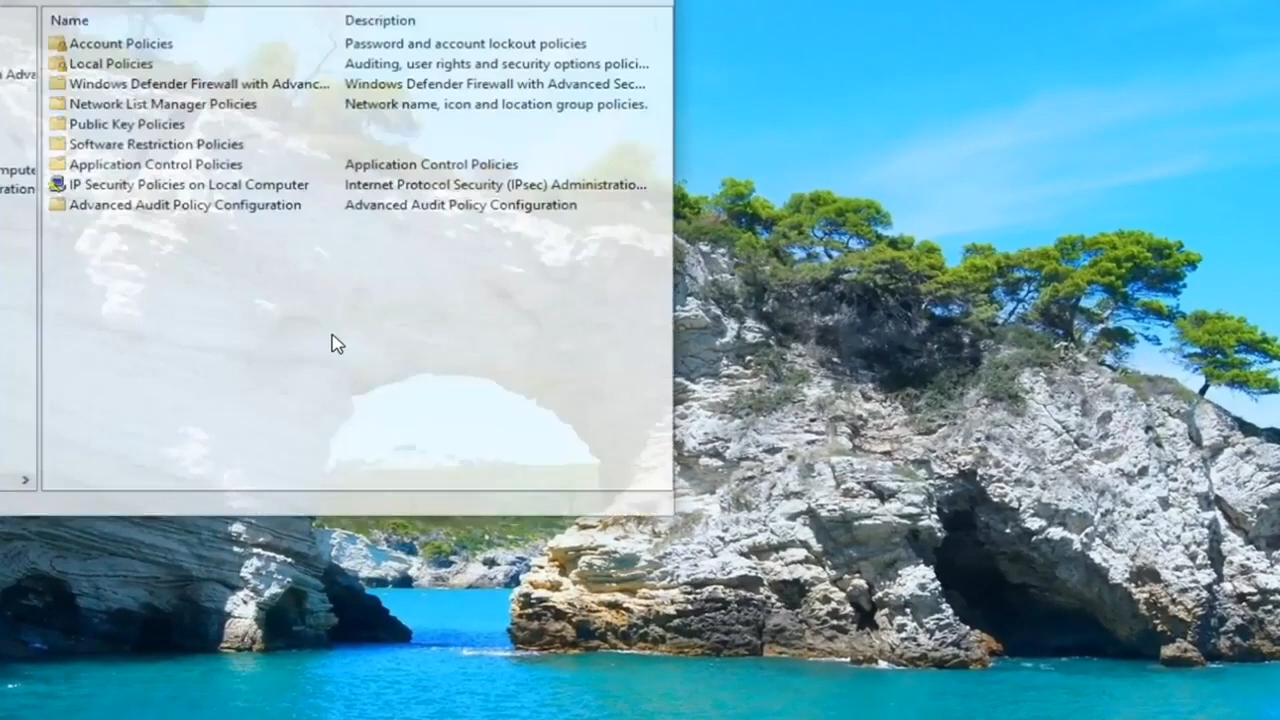 Name Description
Account Policies Password and account lockout policies
Local Policies Auditing, user rights and security options polici...
Windows Defender Firewall with Advanc... Windows Defender Firewall with Advanced Sec...
n Adva
Network List Manager Policies Network name, icon and location group policies.
Public Key Policies
Software Restriction Policies
Application Control Policies Application Control Policies
mpute
IP Security Policies on Local Computer Internet Protocol Security (IPsec) Administratio...
ration
Advanced Audit Policy Configuration Advanced Audit Policy Configuration